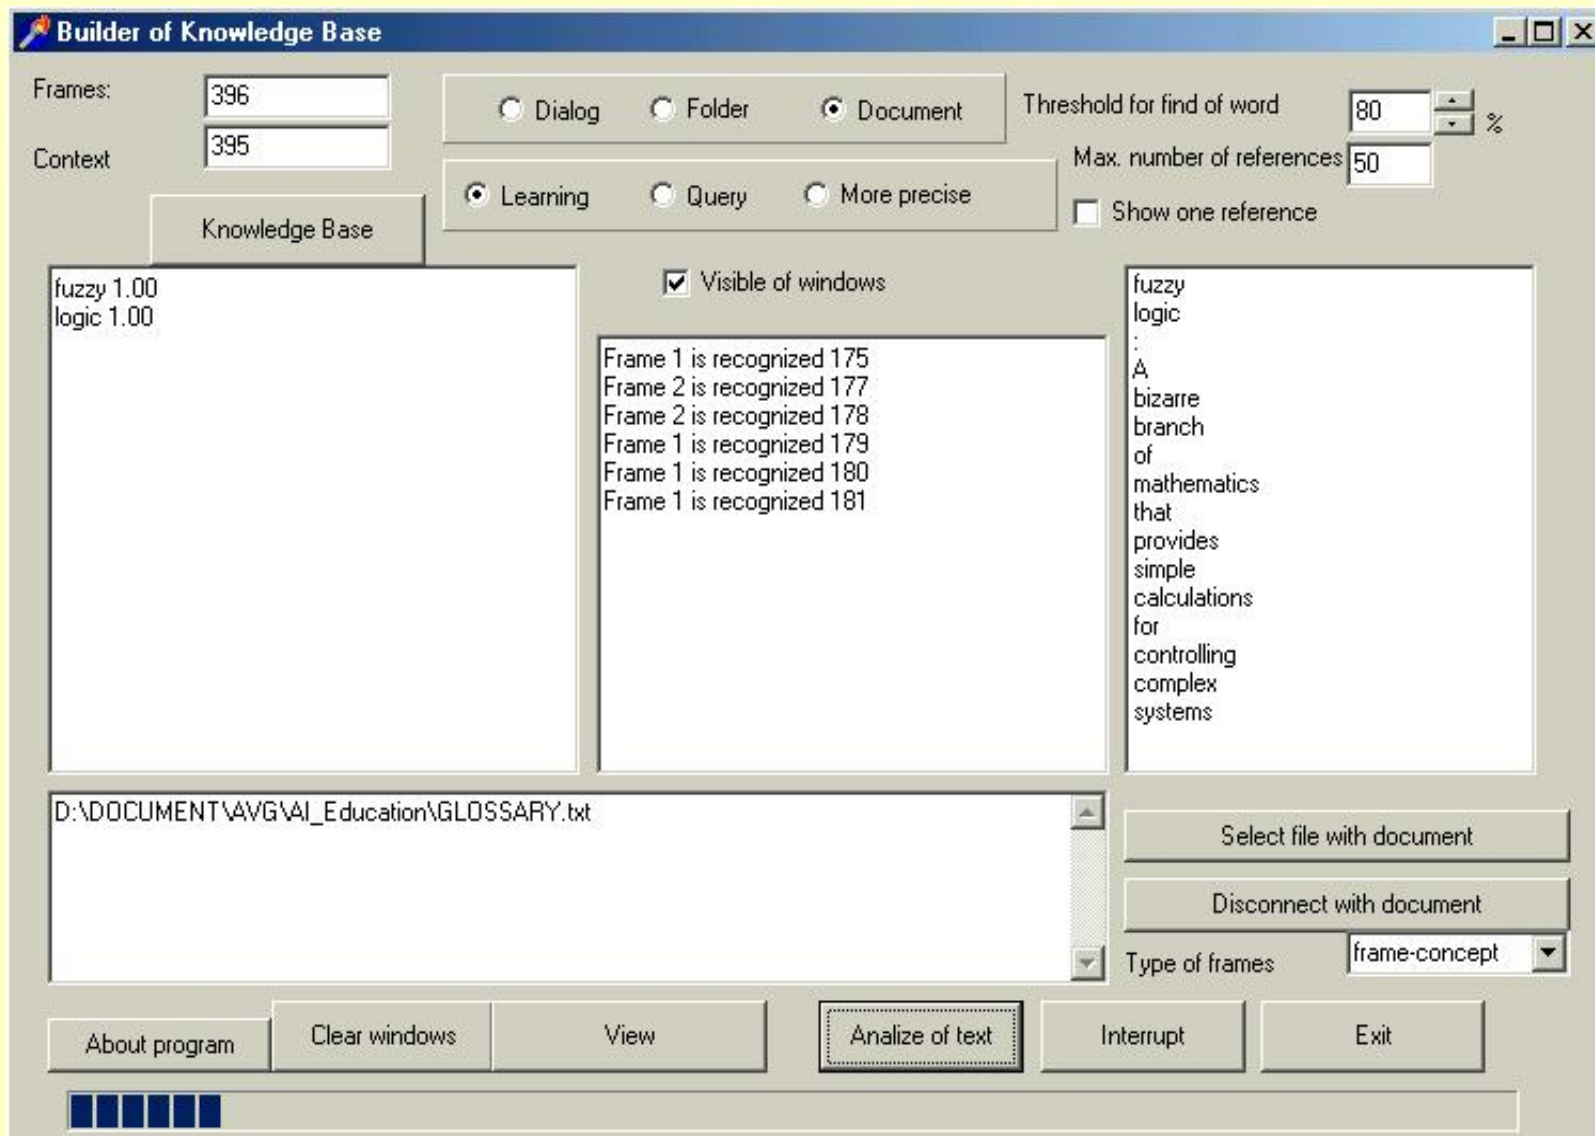 Builder of Knowledge Base
Frames: 396
Context 395
Dialog Folder Document
Learning Query More precise
Threshold for find of word 80 %
Max. number of references 50
Show one reference
Knowledge Base
Visible of windows
fuzzy 1.00
logic 1.00
Frame 1 is recognized 175
Frame 2 is recognized 177
Frame 2 is recognized 178
Frame 1 is recognized 179
Frame 1 is recognized 180
Frame 1 is recognized 181
fuzzy
logic
:
A
bizarre
branch
of
mathematics
that
provides
simple
calculations
for
controlling
complex
systems
D:\DOCUMENT\AVG\AI_Education\GLOSSARY.txt
Select file with document
Disconnect with document
Type of frames frame-concept
About program Clear windows View Analize of text Interrupt Exit